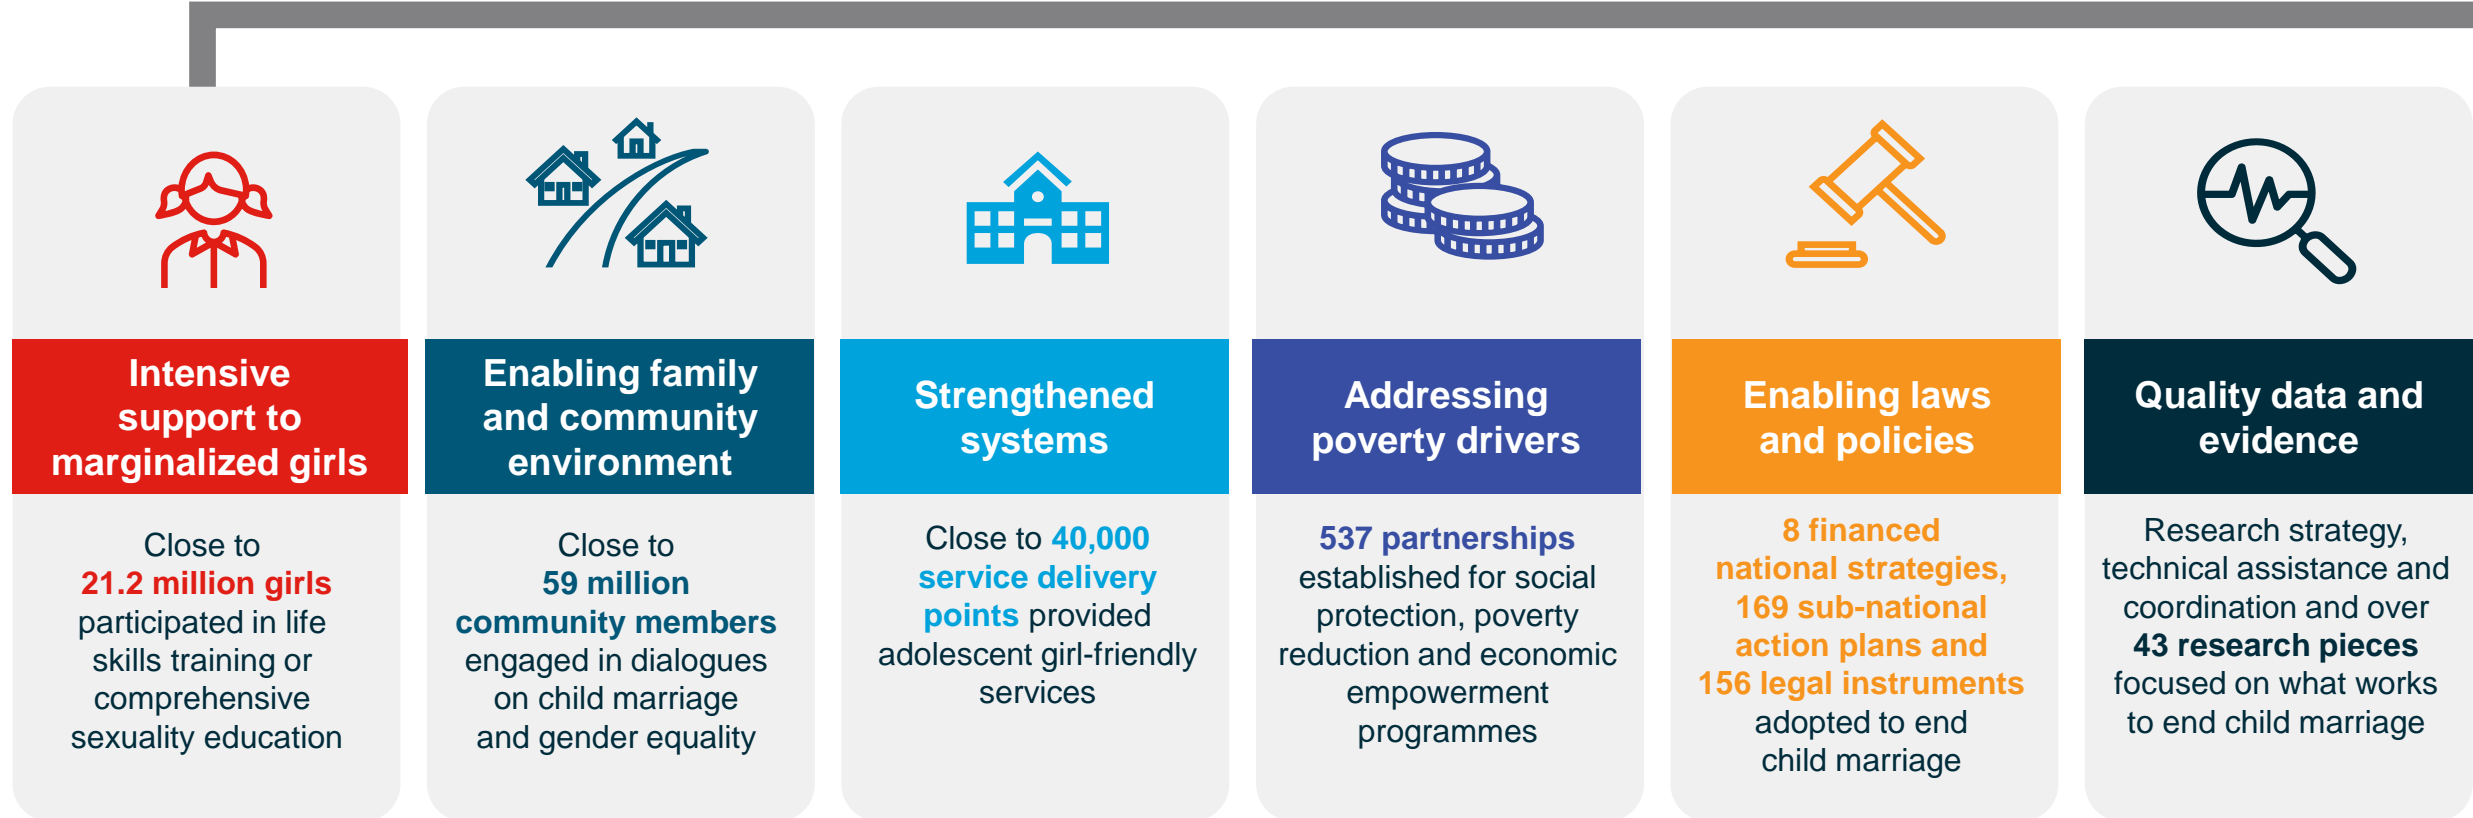 Intensive
support to
marginalized girls
Close to
21.2 million girls
participated in life
skills training or
comprehensive
sexuality education
Enabling family
and community
environment
Close to
59 million
community members
engaged in dialogues
on child marriage
and gender equality
Strengthened
systems
Close to 40,000
service delivery
points provided
adolescent girl-friendly
services
Addressing
poverty drivers
537 partnerships
established for social
protection, poverty
reduction and economic
empowerment
programmes
Enabling laws
and policies
8 financed
national strategies,
169 sub-national
action plans and
156 legal instruments
adopted to end
child marriage
Quality data and
evidence
Research strategy,
technical assistance and
coordination and over
43 research pieces
focused on what works
to end child marriage